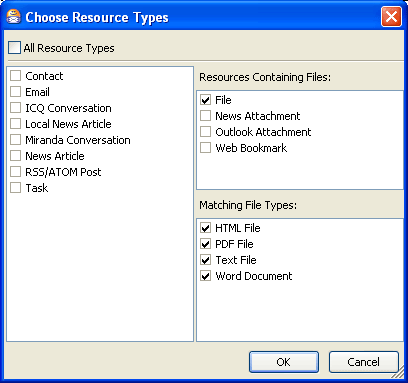 Choose Resource Types
All Resource Types
Contact
Email
ICQ Conversation
Local News Article
Miranda Conversation
News Article
RSS/ATOM Post
Task
Resources Containing Files:
File
News Attachment
Outlook Attachment
Web Bookmark
Matching File Types:
HTML File
PDF File
Text File
Word Document
OK
Cancel